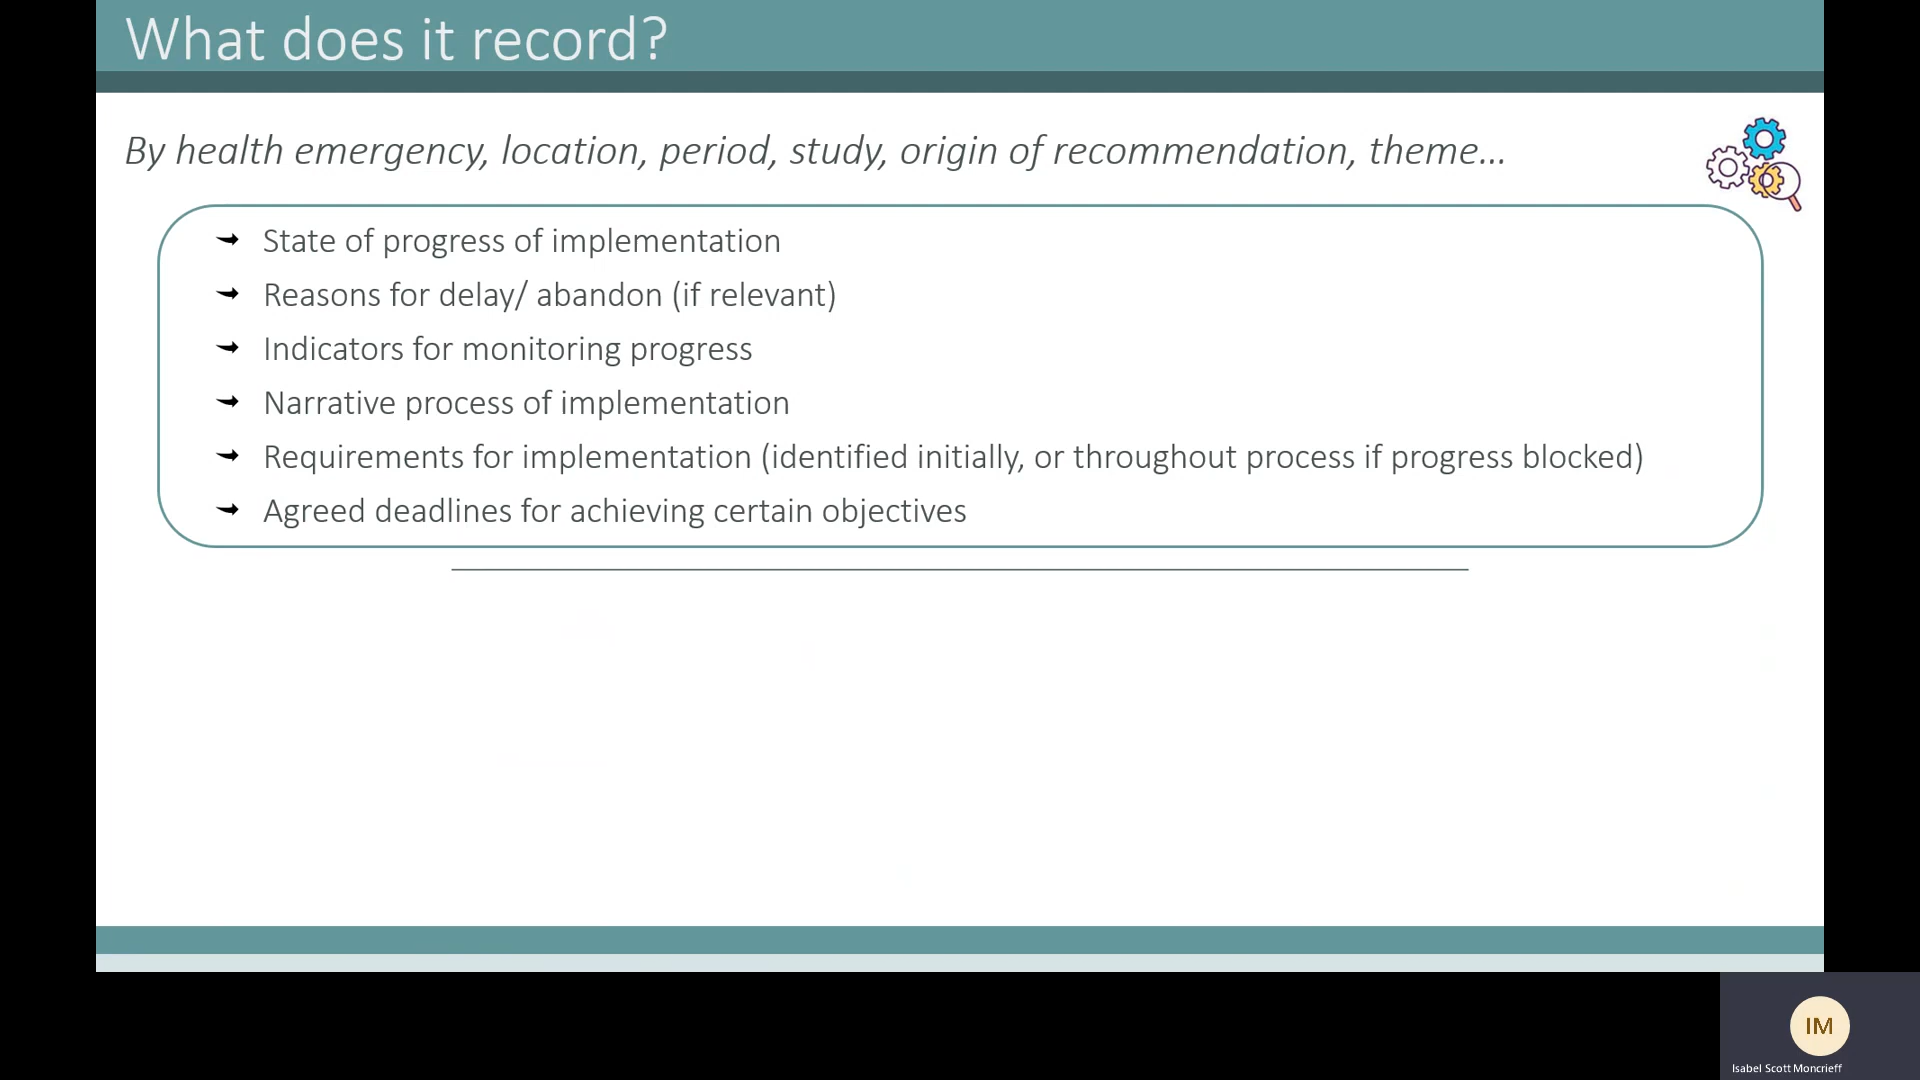 What does it record?
By health emergency, location, period, study, origin of recommendation, theme...
State of progress of implementation
Reasons for delay/ abandon (if relevant)
Indicators for monitoring progress
Narrative process of implementation
Requirements for implementation (identified initially, or throughout process if progress blocked)
Agreed deadlines for achieving certain objectives
IM
Isabel Scott Moncrieff